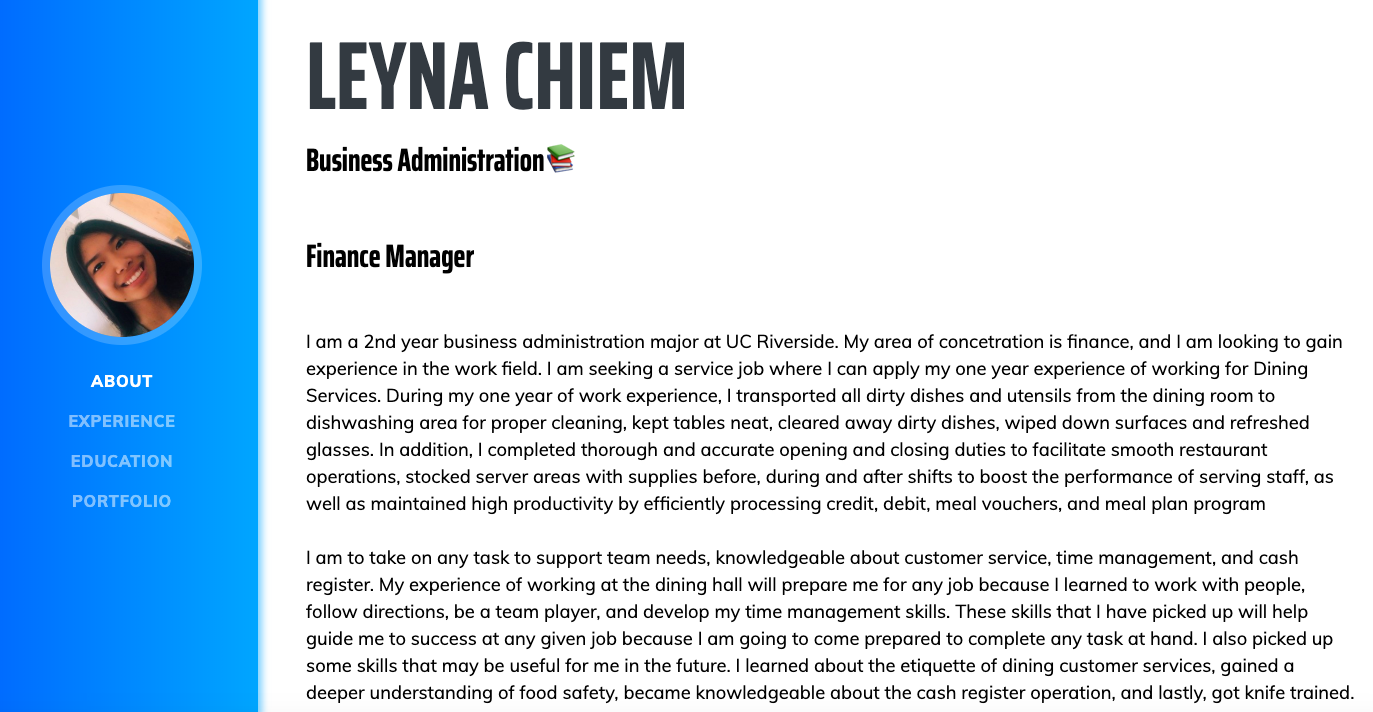 LEYNA CHIEM
Business Administration📚
Finance Manager
ABOUT
EXPERIENCE
EDUCATION
PORTFOLIO
I am a 2nd year business administration major at UC Riverside. My area of concetration is finance, and I am looking to gain
experience in the work field. I am seeking a service job where I can apply my one year experience of working for Dining
Services. During my one year of work experience, I transported all dirty dishes and utensils from the dining room to
dishwashing area for proper cleaning, kept tables neat, cleared away dirty dishes, wiped down surfaces and refreshed
glasses. In addition, I completed thorough and accurate opening and closing duties to facilitate smooth restaurant
operations, stocked server areas with supplies before, during and after shifts to boost the performance of serving staff, as
well as maintained high productivity by efficiently processing credit, debit, meal vouchers, and meal plan program
I am to take on any task to support team needs, knowledgeable about customer service, time management, and cash
register. My experience of working at the dining hall will prepare me for any job because I learned to work with people,
follow directions, be a team player, and develop my time management skills. These skills that I have picked up will help
guide me to success at any given job because I am going to come prepared to complete any task at hand. I also picked up
some skills that may be useful for me in the future. I learned about the etiquette of dining customer services, gained a
deeper understanding of food safety, became knowledgeable about the cash register operation, and lastly, got knife trained.